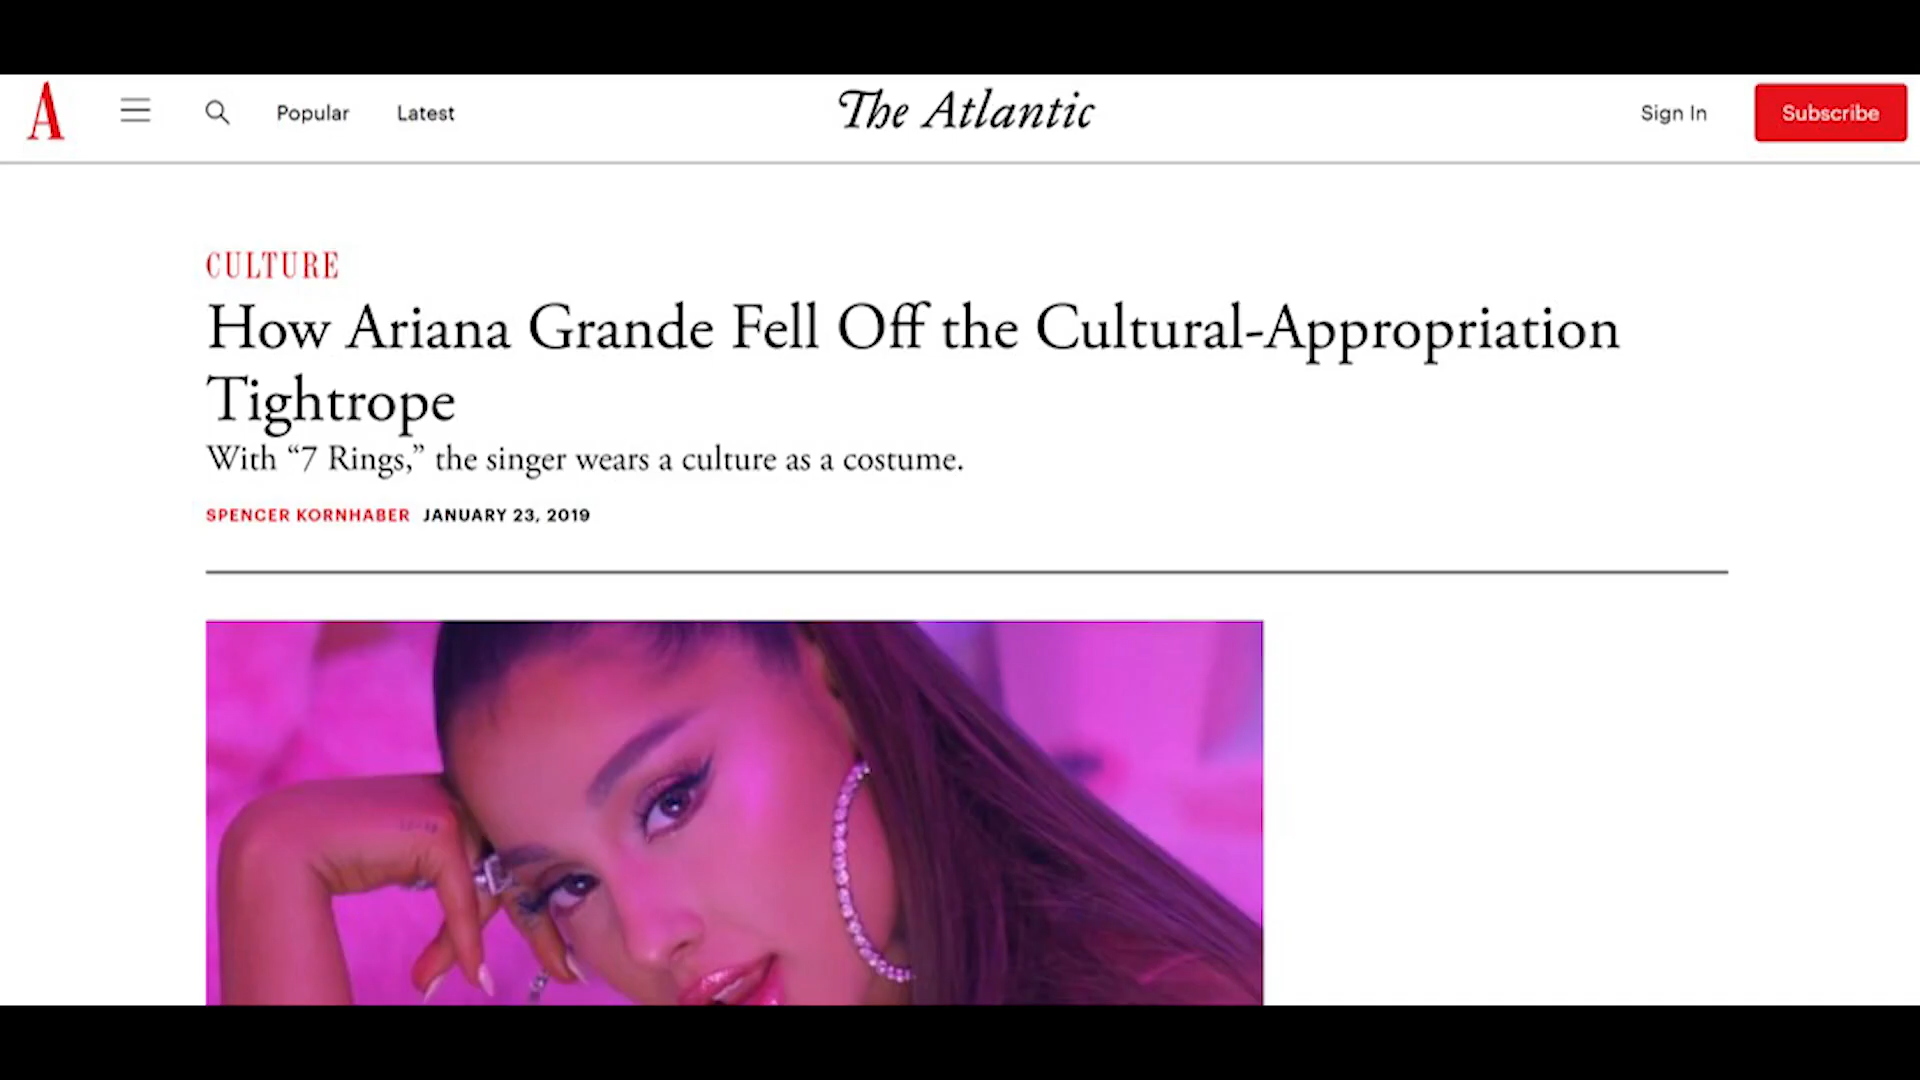 A
Popular
Latest
The Atlantic
Sign In
Subscribe
CULTURE
How Ariana Grande Fell Off the Cultural-Appropriation
Tightrope
With “7 Rings,” the singer wears a culture as a costume.
SPENCER KORNHABER JANUARY 23, 2019